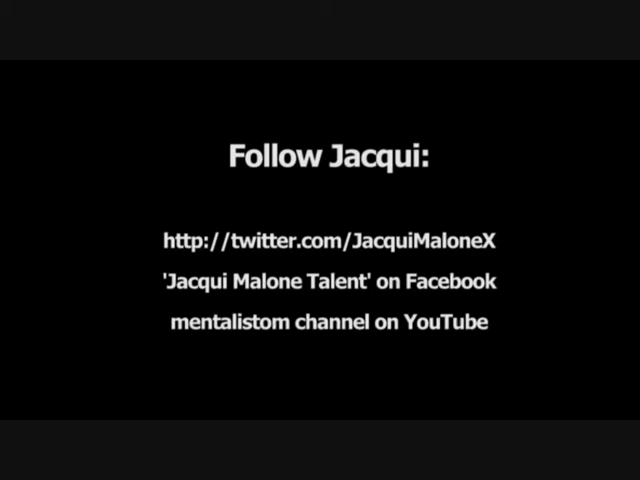 Follow Jacqui:
http://twitter.com/JacquiMaloneX
'Jacqui Malone Talent' on Facebook
mentalistom channel on YouTube